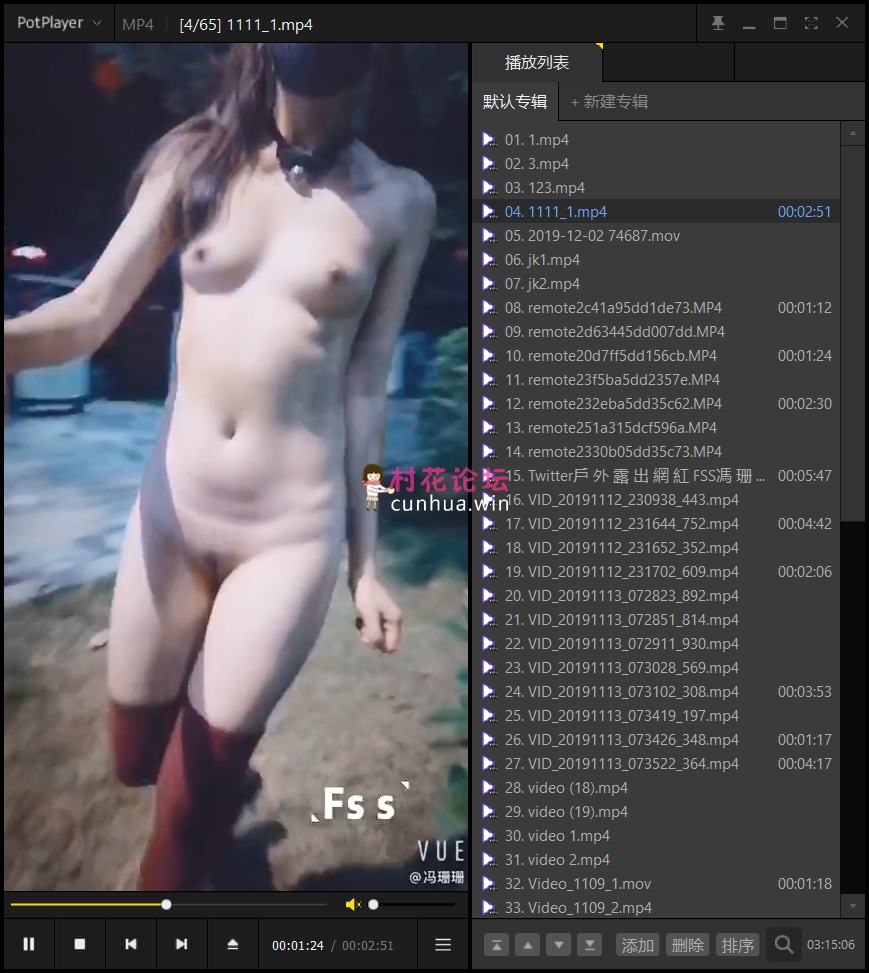 PotPlayer MP4 [4/65] 1111_1.mp4
播放列表
默认专辑 + 新建专辑
01. 1.mp4
02. 3.mp4
03. 123.mp4
04. 1111_1.mp4 00:02:51
05. 2019-12-02 74687.mov
06. jk1.mp4
07. jk2.mp4
08. remote2c41a95dd1de73.MP4 00:01:12
09. remote2d63445dd007dd.MP4
10. remote20d7ff5dd156cb.MP4 00:01:24
11. remote23f5ba5dd2357e.MP4
12. remote232eba5dd35c62.MP4 00:02:30
13. remote251a315dcf596a.MP4
14. remote2330b05dd35c73.MP4
15. Twitter戶 外 露 出 網 紅 FSS馮 珊 ... 00:05:47
16. VID_20191112_230938_443.mp4
17. VID_20191112_231644_752.mp4 00:04:42
18. VID_20191112_231652_352.mp4
19. VID_20191112_231702_609.mp4 00:02:06
20. VID_20191113_072823_892.mp4
21. VID_20191113_072851_814.mp4
22. VID_20191113_072911_930.mp4
23. VID_20191113_073028_569.mp4
24. VID_20191113_073102_308.mp4 00:03:53
25. VID_20191113_073419_197.mp4
26. VID_20191113_073426_348.mp4 00:01:17
27. VID_20191113_073522_364.mp4 00:04:17
28. video (18).mp4
29. video (19).mp4
30. video 1.mp4
31. video 2.mp4
32. Video_1109_1.mov 00:01:18
33. Video_1109_2.mp4
村花论坛
cunhua.win
Fs s
VUE
@冯珊珊
00:01:24 / 00:02:51
添加 删除 排序 03:15:06